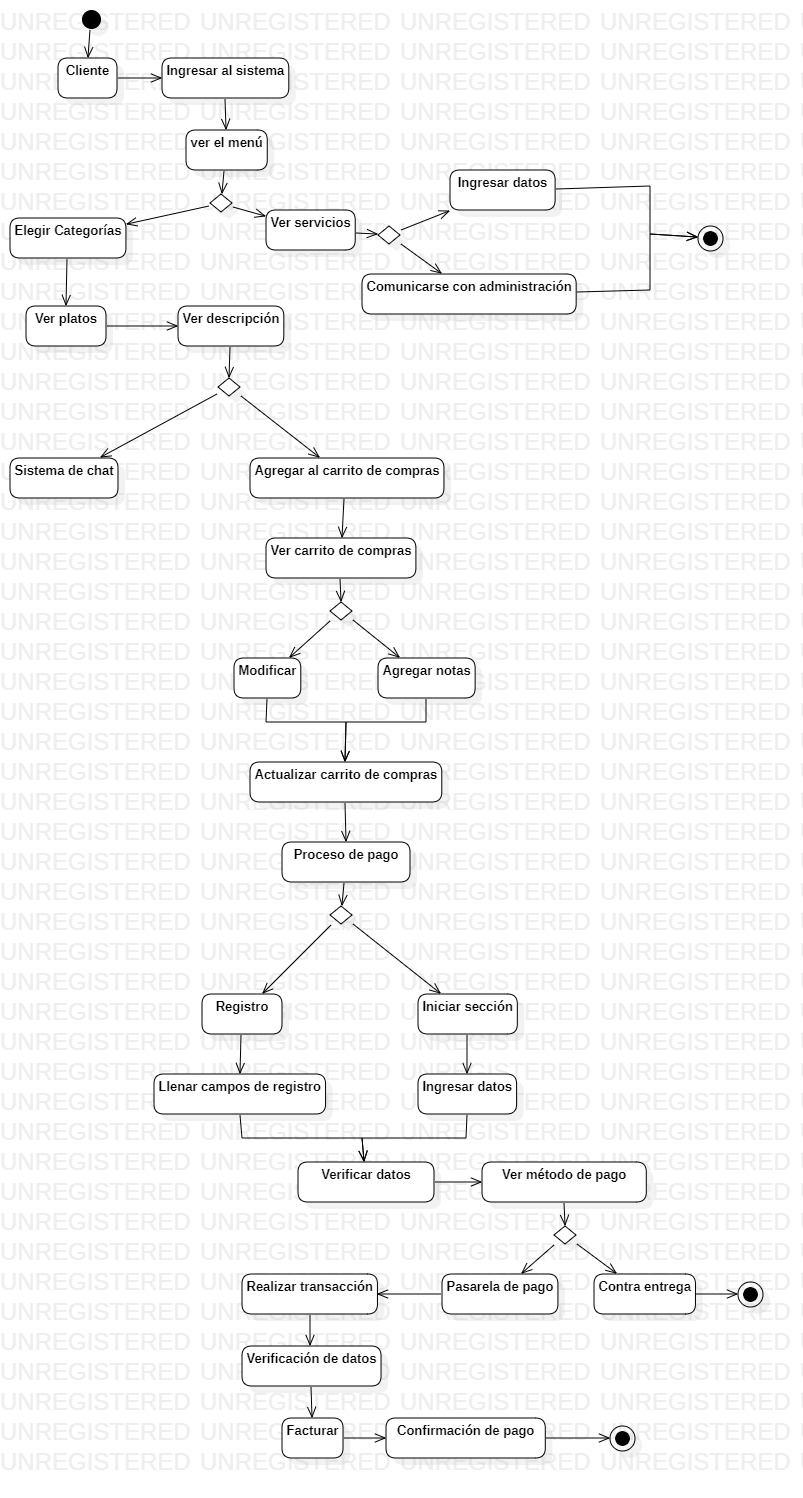 Cliente
Ingresar al sistema
ver el menú
Ingresar datos
Elegir Categorías
Ver servicios
Comunicarse con administración
Ver platos
Ver descripción
Sistema de chat
Agregar al carrito de compras
Ver carrito de compras
Modificar
Agregar notas
Actualizar carrito de compras
Proceso de pago
Registro
Iniciar sección
Llenar campos de registro
Ingresar datos
Verificar datos
Ver método de pago
Realizar transacción
Pasarela de pago
Contra entrega
Verificación de datos
Facturar
Confirmación de pago
UNREGISTERED